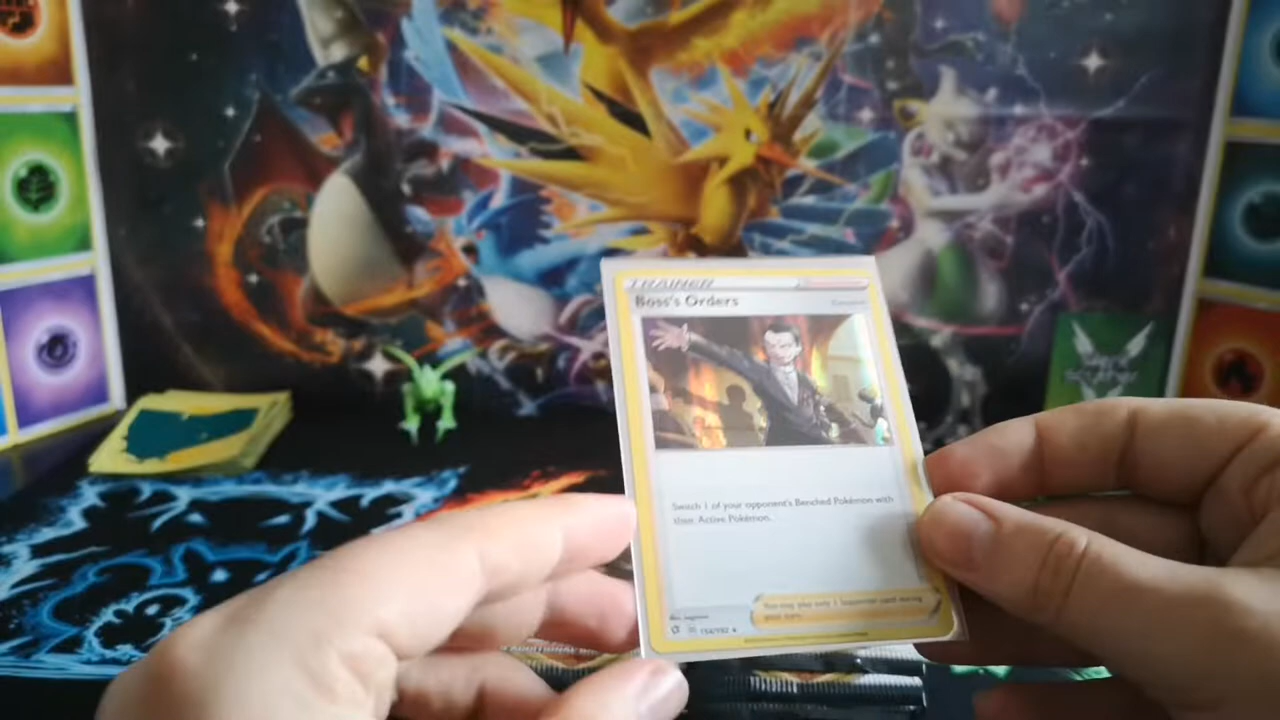 TRAINER
Boss's Orders
Switch 1 of your opponent's Benched Pokémon with
their Active Pokémon.
You may play only 1 Supporter card during
your turn.
154/192
ADDITIONAL